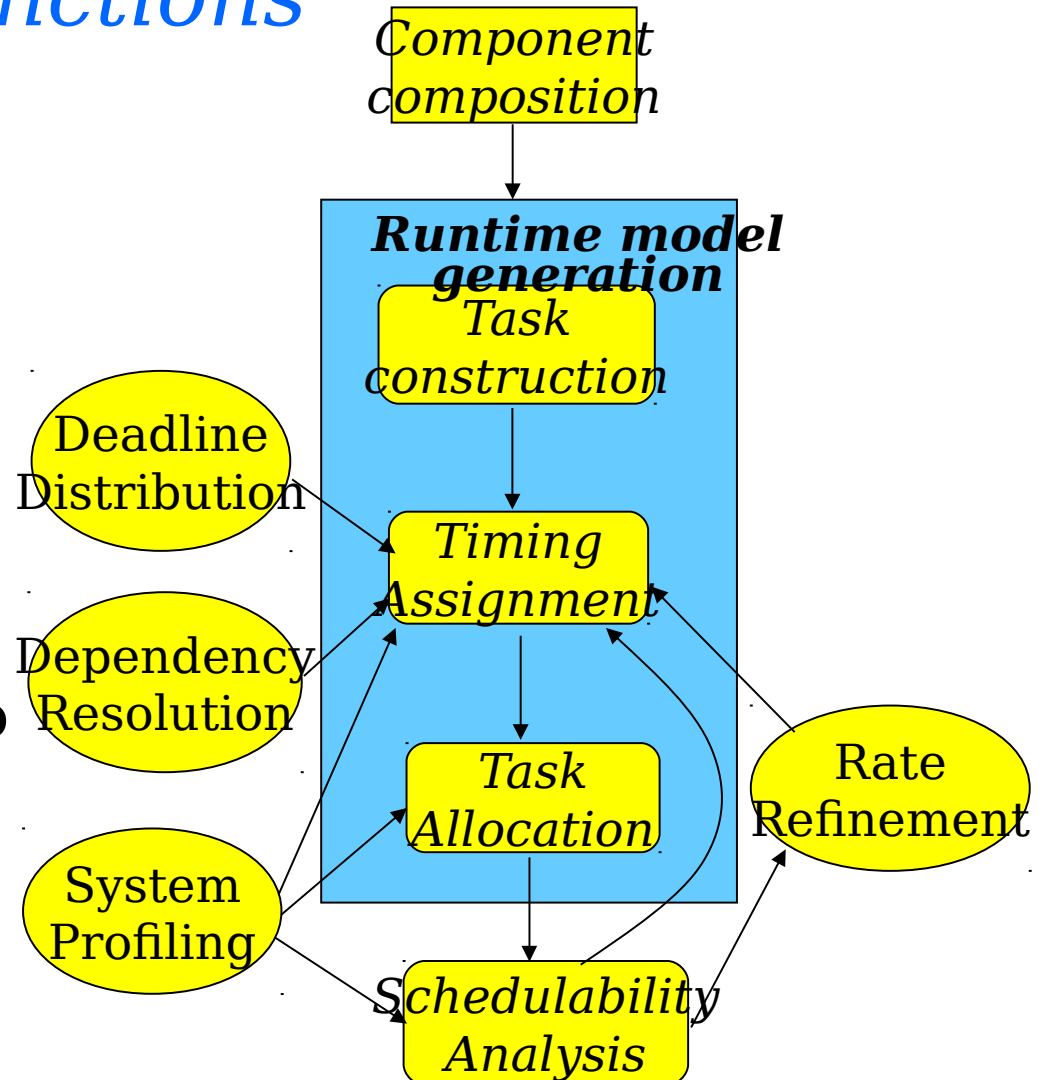 Component
composition
Runtime model
generation
Task
construction
Deadline
Distribution
Timing
Assignment
Dependency
Resolution
Task
Allocation
Rate
Refinement
System
Profiling
Schedulability
Analysis